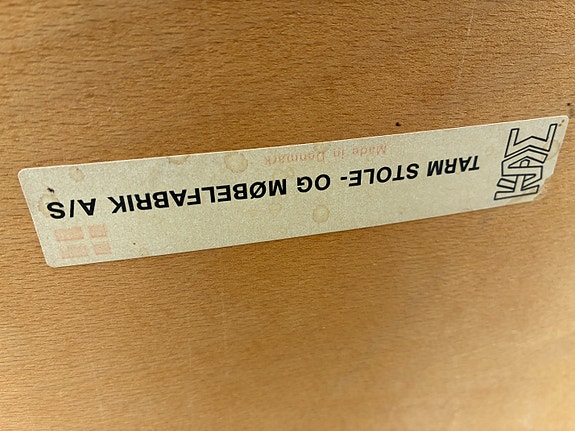 TARM STOLE- OG MØBELFABRIK A/S
Made in Denmark